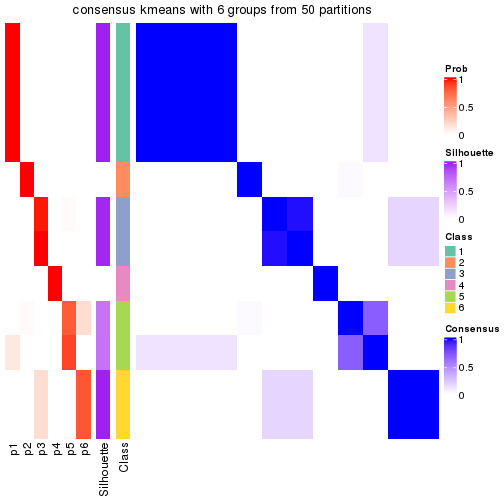 consensus kmeans with 6 groups from 50 partitions
Prob
1
0.5
0
Silhouette
1
0.5
0
Class
1
2
3
4
5
6
Consensus
1
0.5
0
p1
p2
p3
p4
p5
p6
Silhouette
Class